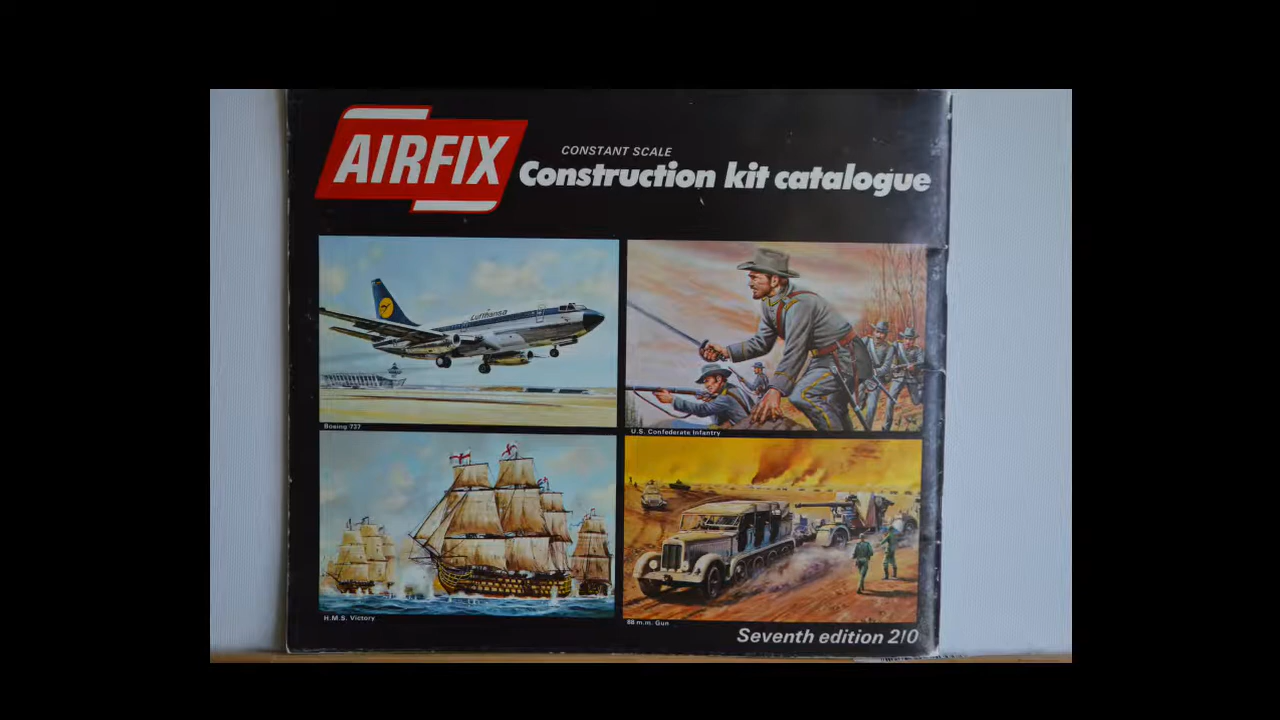 AIRFIX
CONSTANT SCALE
Construction kit catalogue
Lufthansa
Boeing 737
U.S. Confederate Infantry
H.M.S. Victory
88 m.m. Gun
Seventh edition 2/0